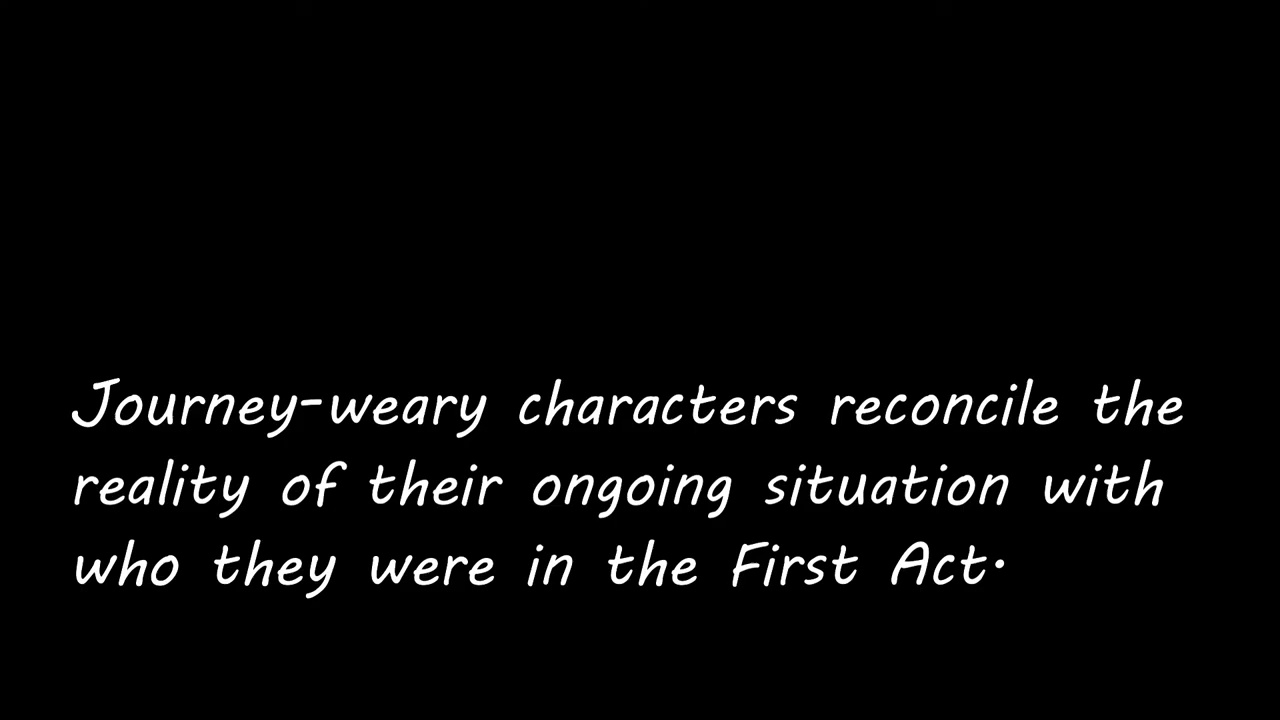 Journey-weary characters reconcile the
reality of their ongoing situation with
who they were in the First Act.